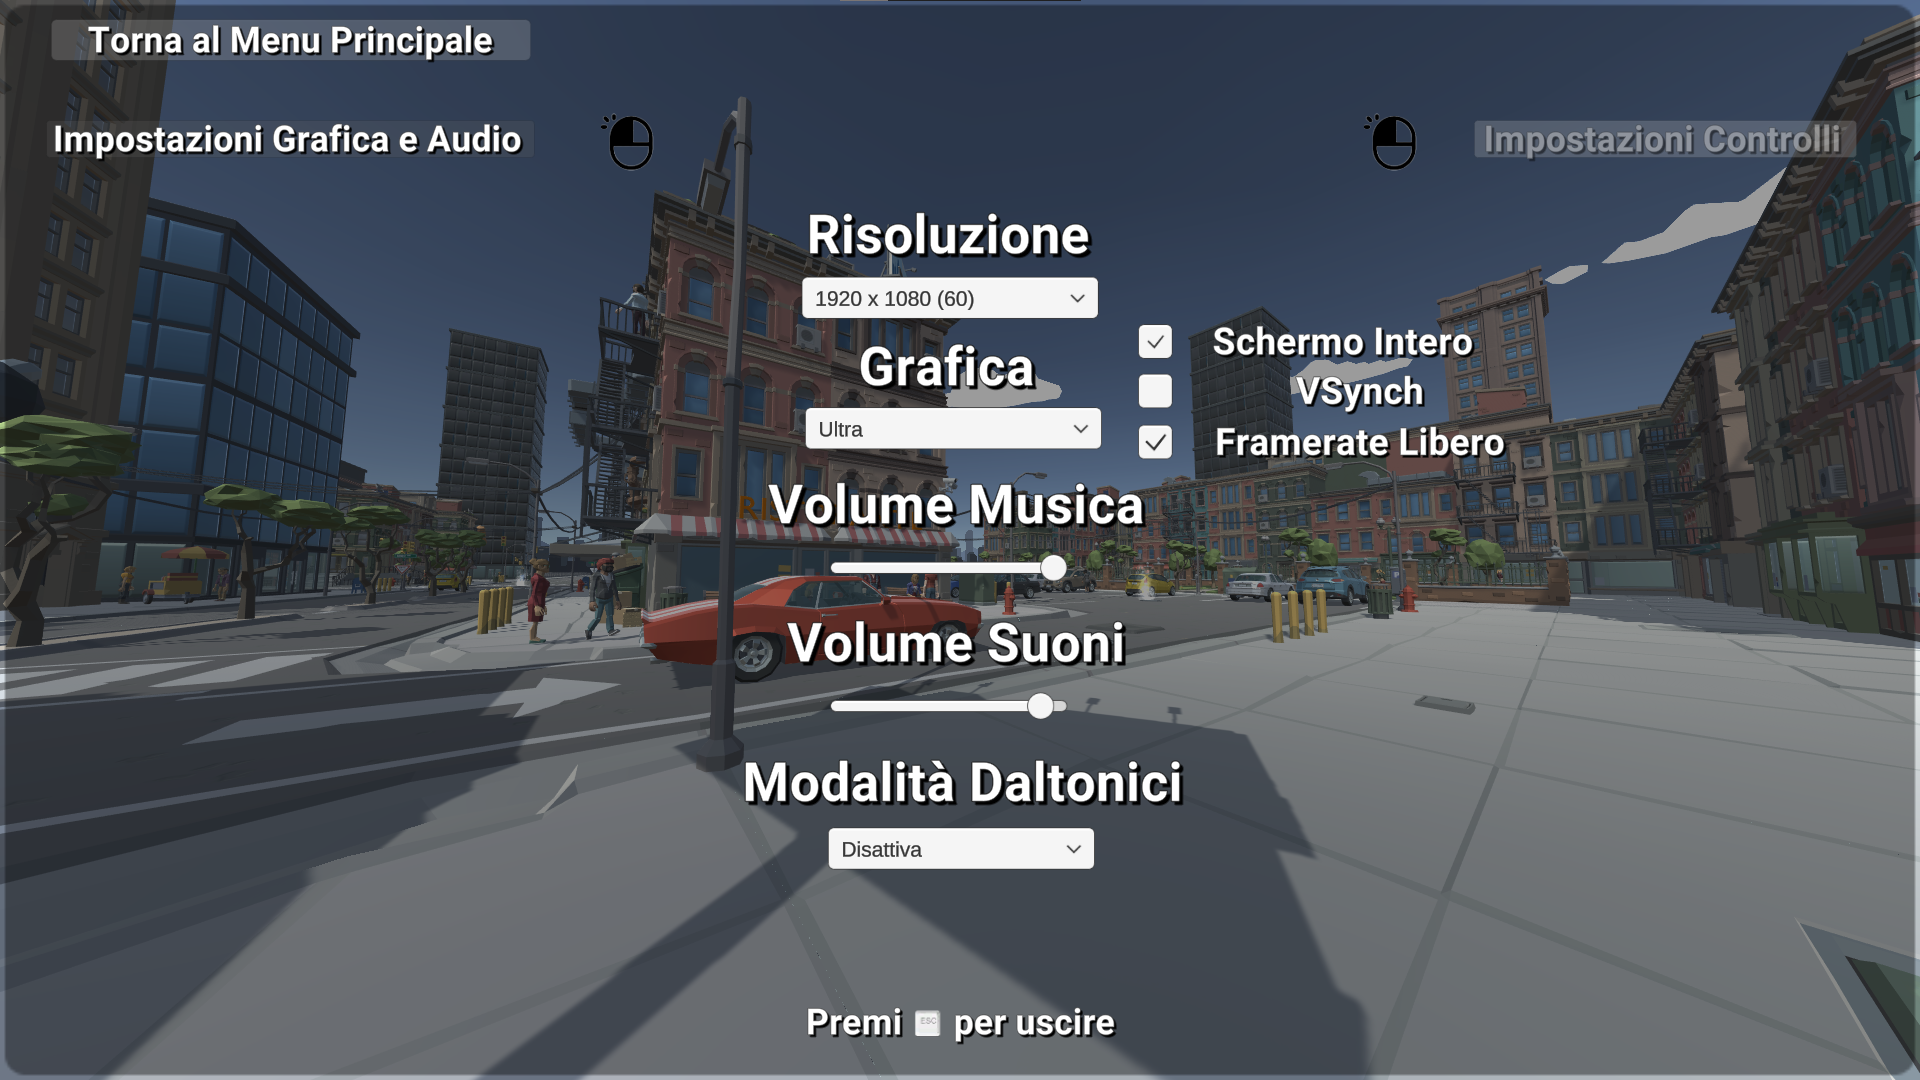 Torna al Menu Principale
Impostazioni Grafica e Audio
Impostazioni Controlli
Risoluzione
1920 x 1080 (60)
Schermo Intero
Grafica
VSynch
Ultra
Framerate Libero
Volume Musica
Volume Suoni
Modalità Daltonici
Disattiva
Premi ESC per uscire